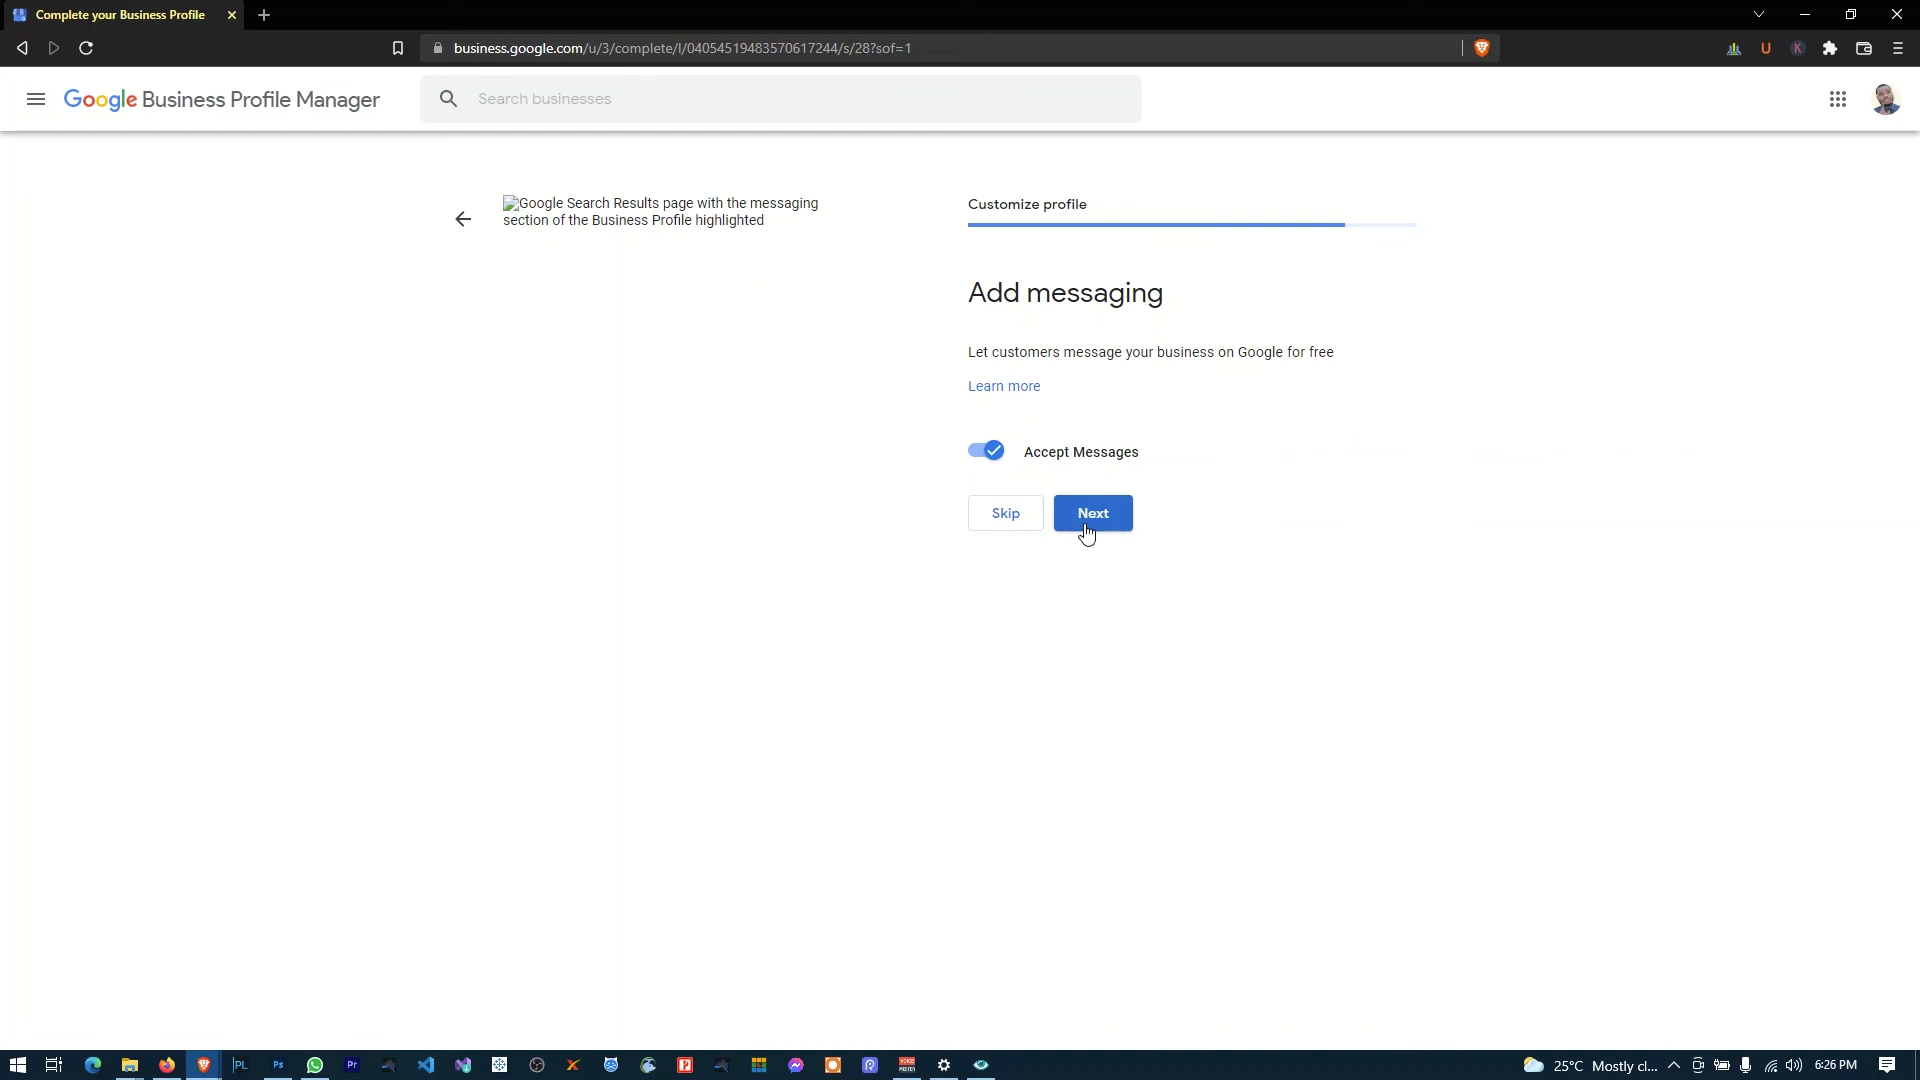 Complete your Business Profile
business.google.com/u/3/complete/l/04054519483570617244/s/28?sof=1
Google Business Profile Manager
Search businesses
Google Search Results page with the messaging
section of the Business Profile highlighted
Customize profile
Add messaging
Let customers message your business on Google for free
Learn more
Accept Messages
Skip
Next
25°C Mostly cl...
6:26 PM